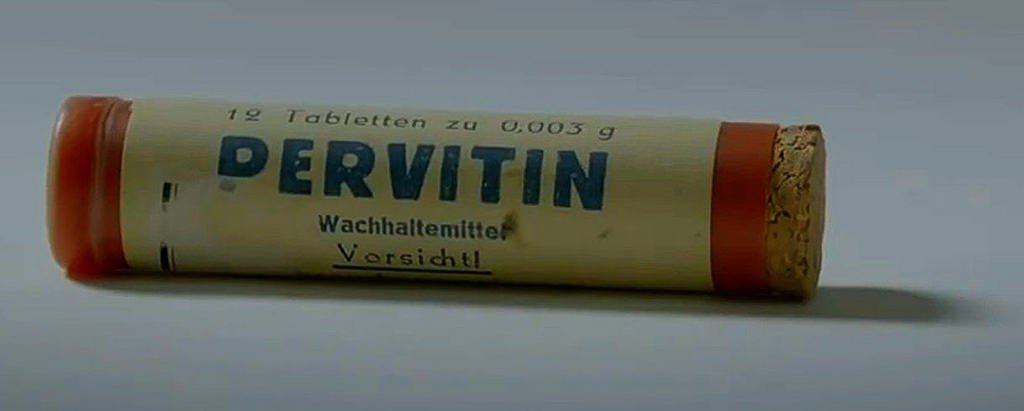 12 Tabletten zu 0,003 g
PERVITIN
Wachhaltemittel
Vorsicht!